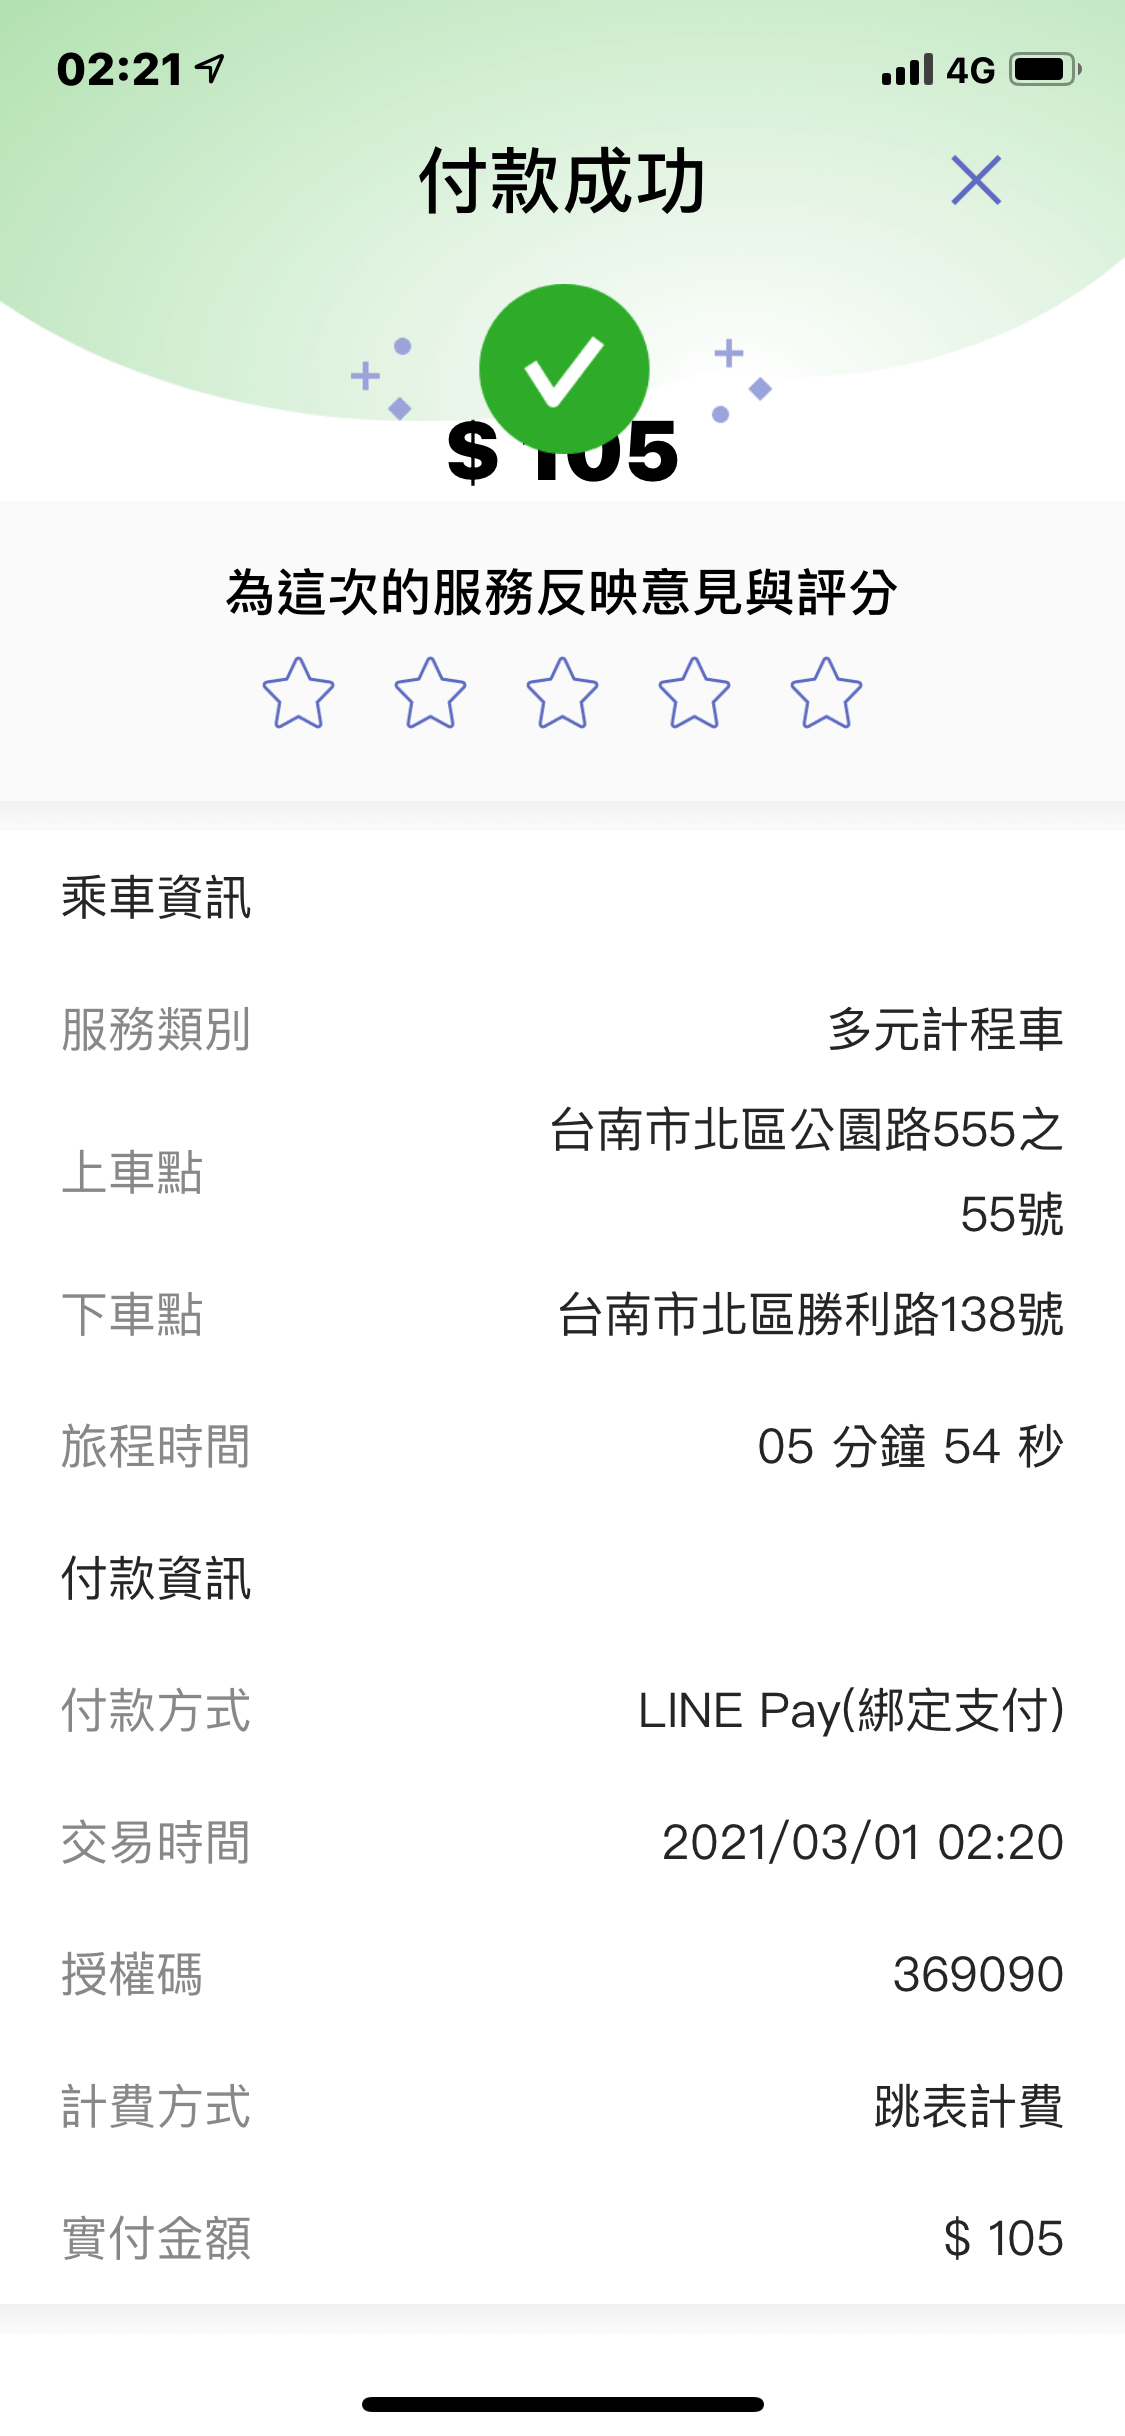 02:21
4G
付款成功
$ 105
為這次的服務反映意見與評分
乘車資訊
服務類別 多元計程車
上車點 台南市北區公園路555之
55號
下車點 台南市北區勝利路138號
旅程時間 05 分鐘 54 秒
付款資訊
付款方式 LINE Pay(綁定支付)
交易時間 2021/03/01 02:20
授權碼 369090
計費方式 跳表計費
實付金額 $ 105